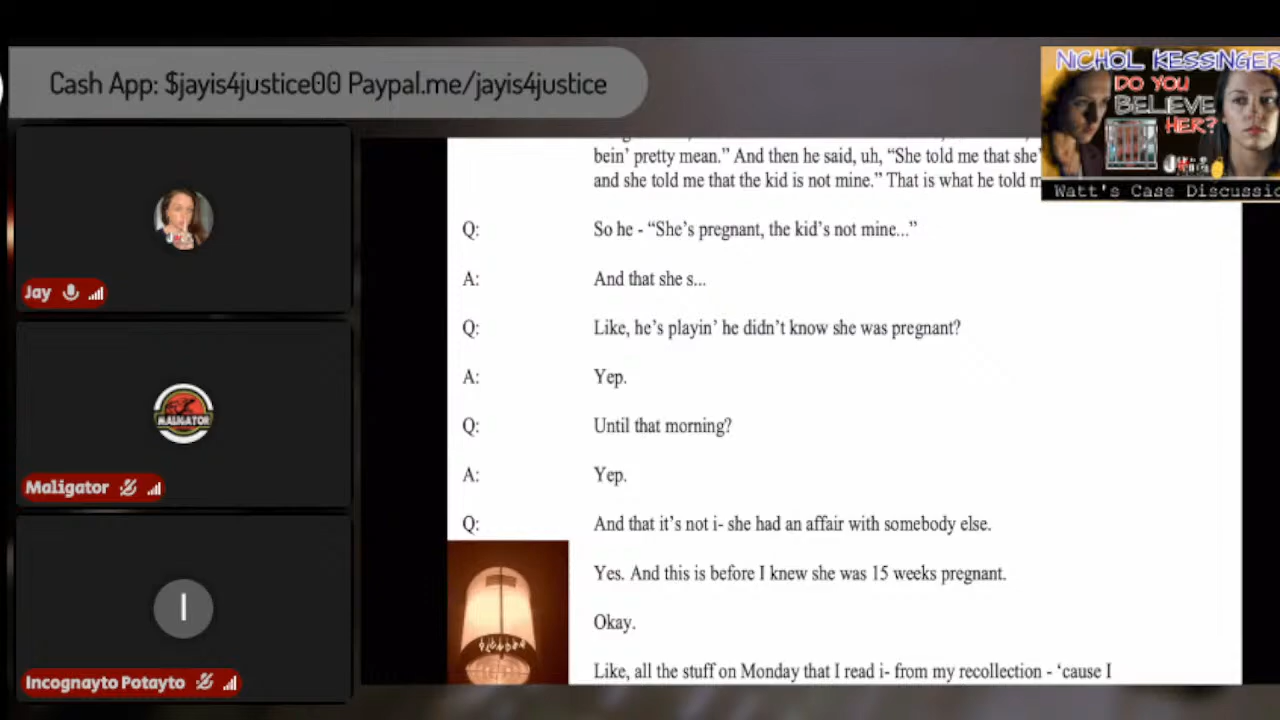 Cash App: $jayis4justice00 Paypal.me/jayis4justice
NICHOL KESSINGER
DO YOU
BELIEVE
HER?
Watt's Case Discussio
Jay
MALIGATOR
Maligator
I
Incognayto Potayto
bein' pretty mean.” And then he said, uh, “She told me that she'
and she told me that the kid is not mine.” That is what he told m
Q: So he - “She's pregnant, the kid's not mine...”
A: And that she s...
Q: Like, he's playin' he didn't know she was pregnant?
A: Yep.
Q: Until that morning?
A: Yep.
Q: And that it's not i- she had an affair with somebody else.
Yes. And this is before I knew she was 15 weeks pregnant.
Okay.
Like, all the stuff on Monday that I read i- from my recollection - ‘cause I